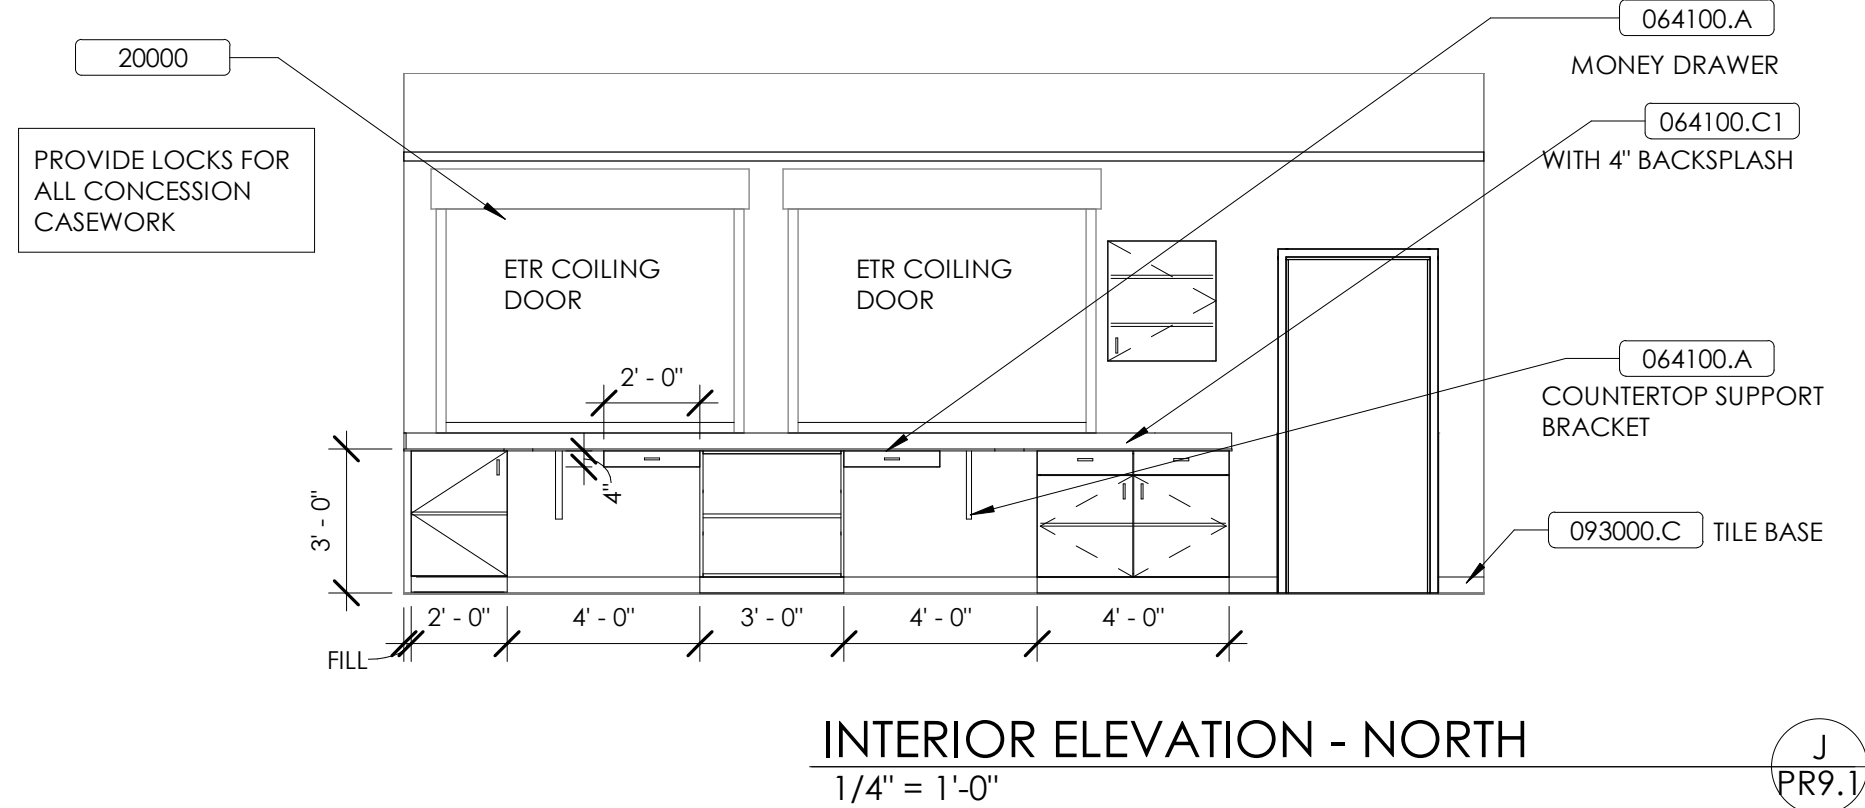 20000
PROVIDE LOCKS FOR
ALL CONCESSION
CASEWORK
064100.A
MONEY DRAWER
064100.C1
WITH 4" BACKSPLASH
ETR COILING
DOOR
ETR COILING
DOOR
064100.A
COUNTERTOP SUPPORT
BRACKET
2' - 0"
4"
3' - 0"
093000.C TILE BASE
2' - 0" 4' - 0" 3' - 0" 4' - 0" 4' - 0"
FILL
INTERIOR ELEVATION - NORTH
1/4" = 1'-0"
J
PR9.1